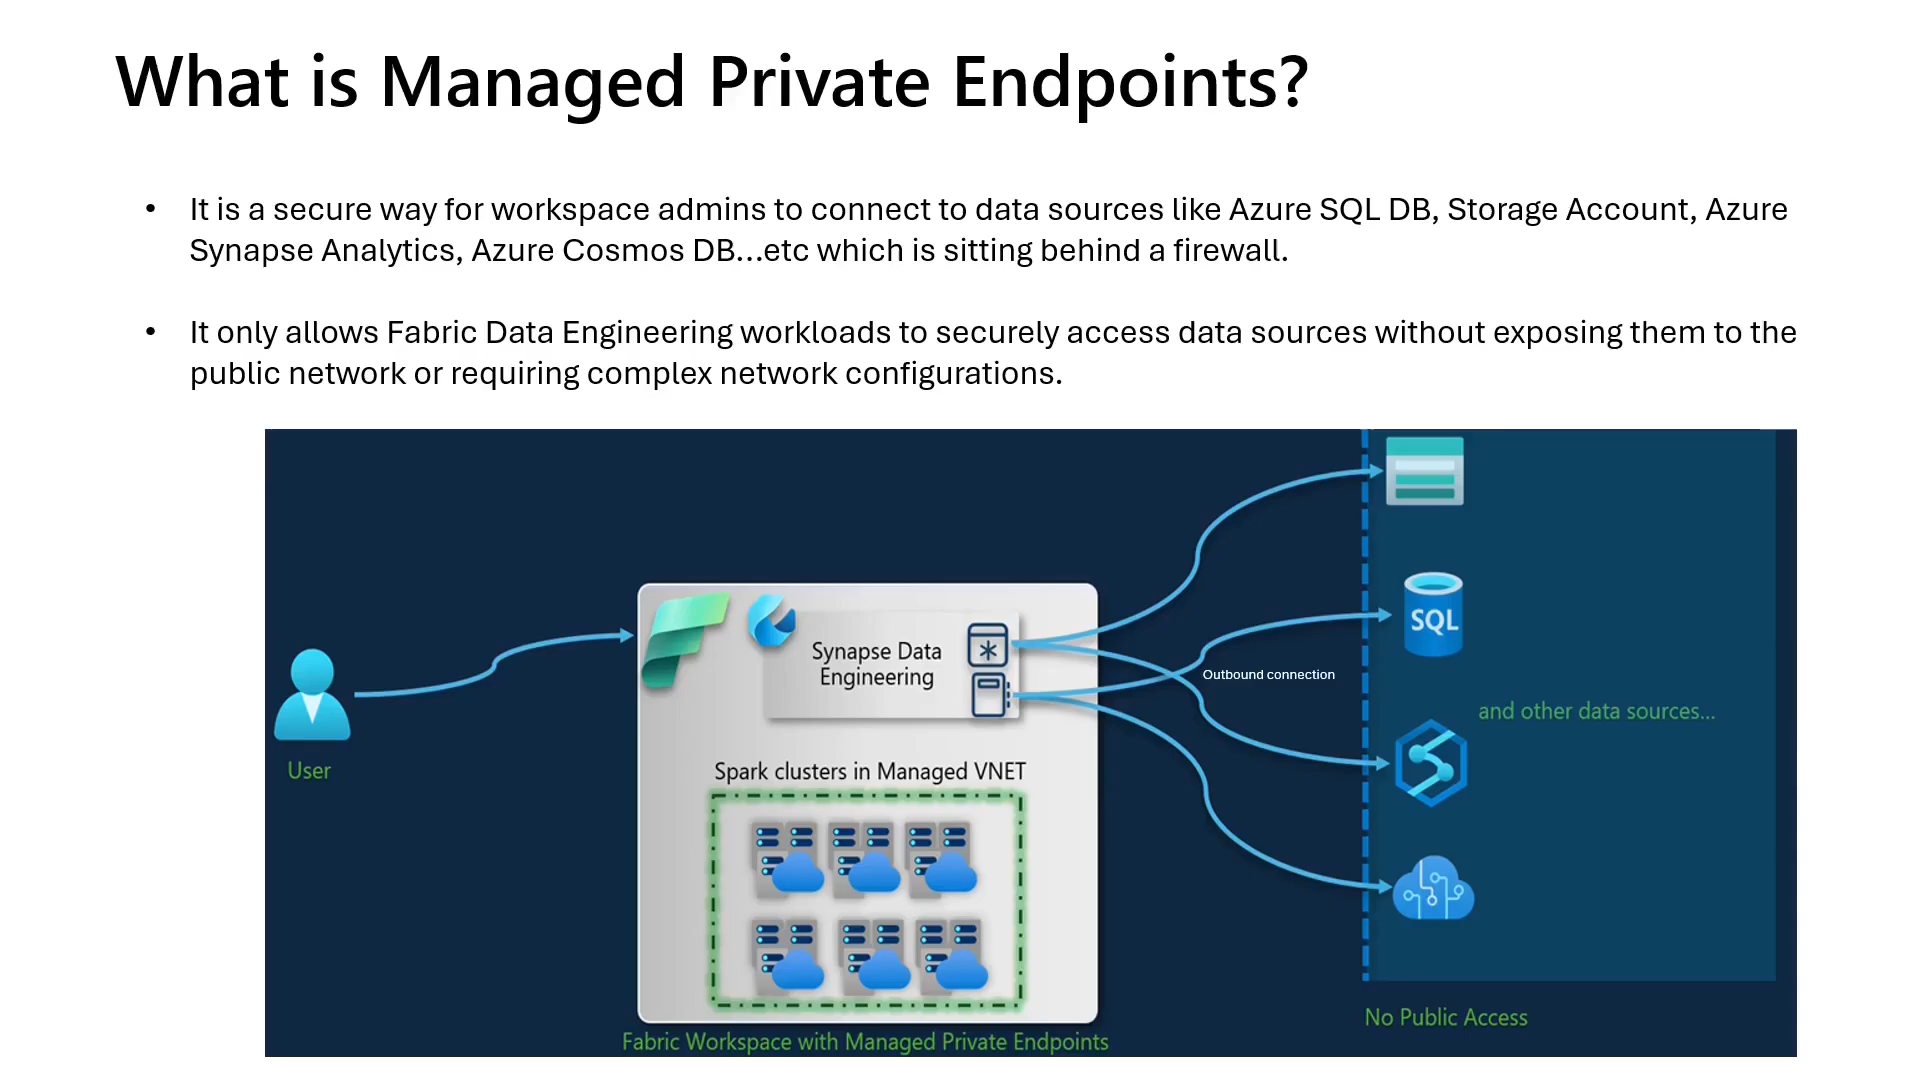 What is Managed Private Endpoints?
• It is a secure way for workspace admins to connect to data sources like Azure SQL DB, Storage Account, Azure
Synapse Analytics, Azure Cosmos DB...etc which is sitting behind a firewall.
• It only allows Fabric Data Engineering workloads to securely access data sources without exposing them to the
public network or requiring complex network configurations.
SQL
Synapse Data
Engineering
Outbound connection
and other data sources...
User
Spark clusters in Managed VNET
No Public Access
Fabric Workspace with Managed Private Endpoints